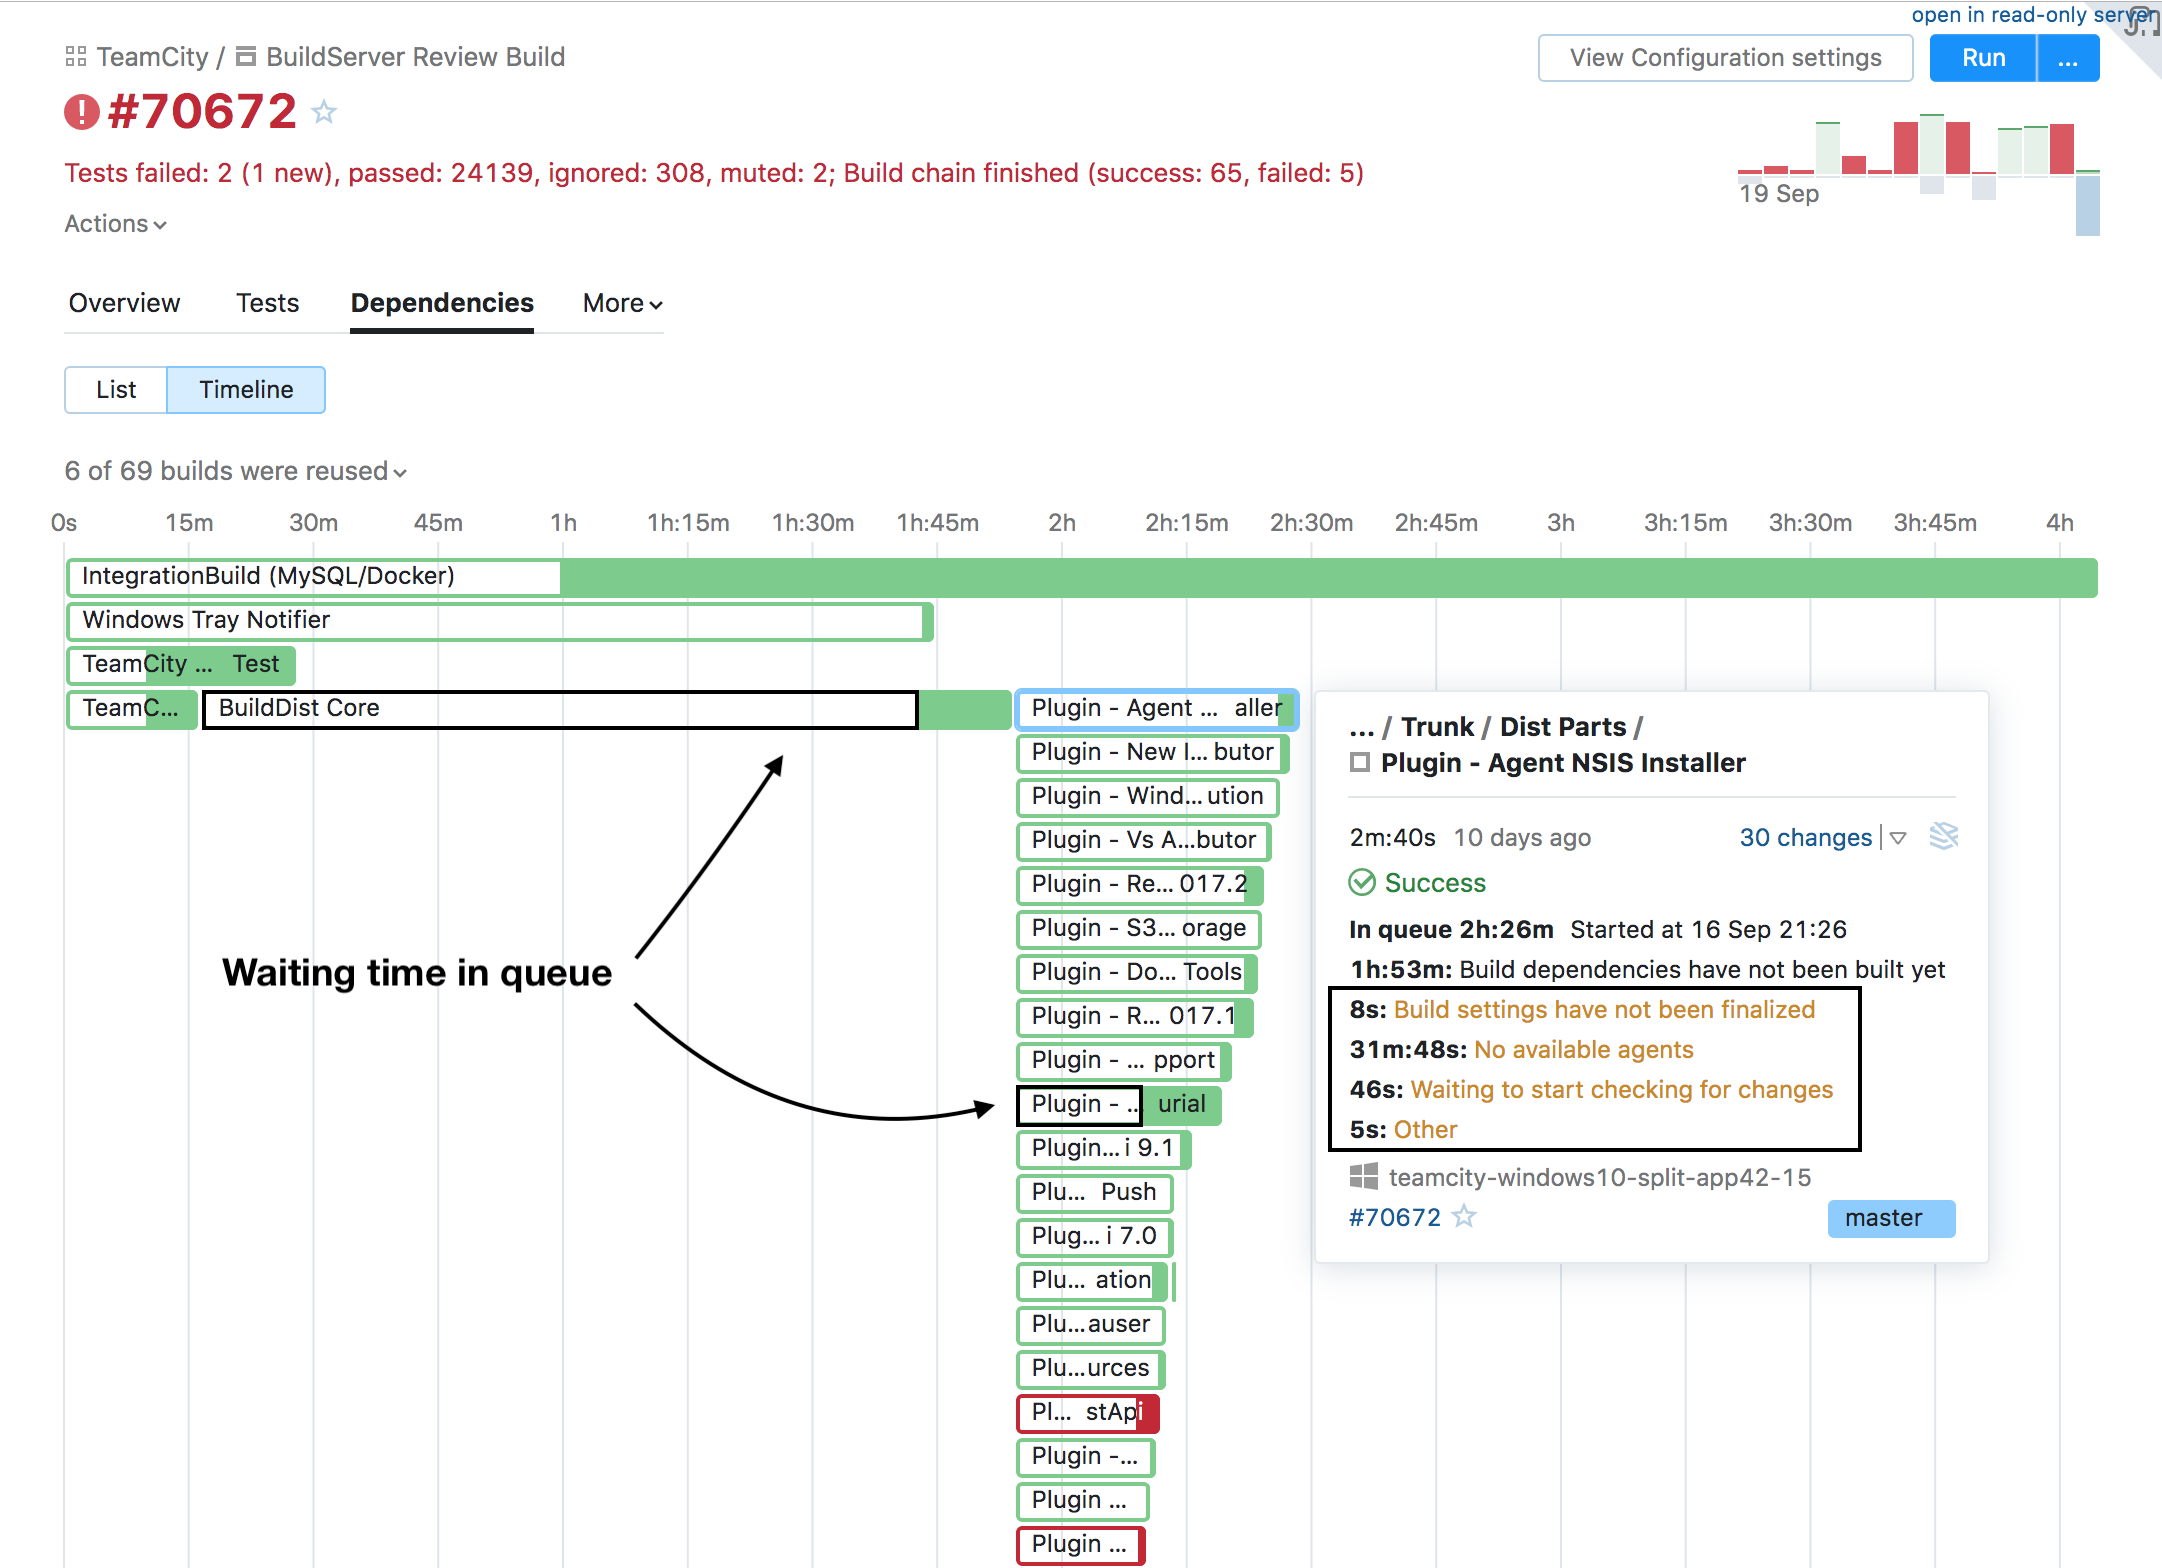 open in read-only server
TeamCity / BuildServer Review Build
View Configuration settings
Run
...
#70672
Tests failed: 2 (1 new), passed: 24139, ignored: 308, muted: 2; Build chain finished (success: 65, failed: 5)
19 Sep
Actions
Overview Tests Dependencies More
List Timeline
6 of 69 builds were reused
0s 15m 30m 45m 1h 1h:15m 1h:30m 1h:45m 2h 2h:15m 2h:30m 2h:45m 3h 3h:15m 3h:30m 3h:45m 4h
IntegrationBuild (MySQL/Docker)
Windows Tray Notifier
TeamCity ... Test
TeamC... BuildDist Core
Plugin - Agent ... aller
Plugin - New I... butor
Plugin - Wind... ution
Plugin - Vs A...butor
Plugin - Re... 017.2
Plugin - S3... orage
Plugin - Do... Tools
Plugin - R... 017.1
Plugin - ... pport
Plugin - ... urial
Plugin... i 9.1
Plu... Push
Plug... i 7.0
Plu... ation
Plu...auser
Plu...urces
Pl... stApi
Plugin -...
Plugin ...
Plugin ...
Waiting time in queue
... / Trunk / Dist Parts /
Plugin - Agent NSIS Installer
2m:40s 10 days ago 30 changes
Success
In queue 2h:26m Started at 16 Sep 21:26
1h:53m: Build dependencies have not been built yet
8s: Build settings have not been finalized
31m:48s: No available agents
46s: Waiting to start checking for changes
5s: Other
teamcity-windows10-split-app42-15
#70672 master